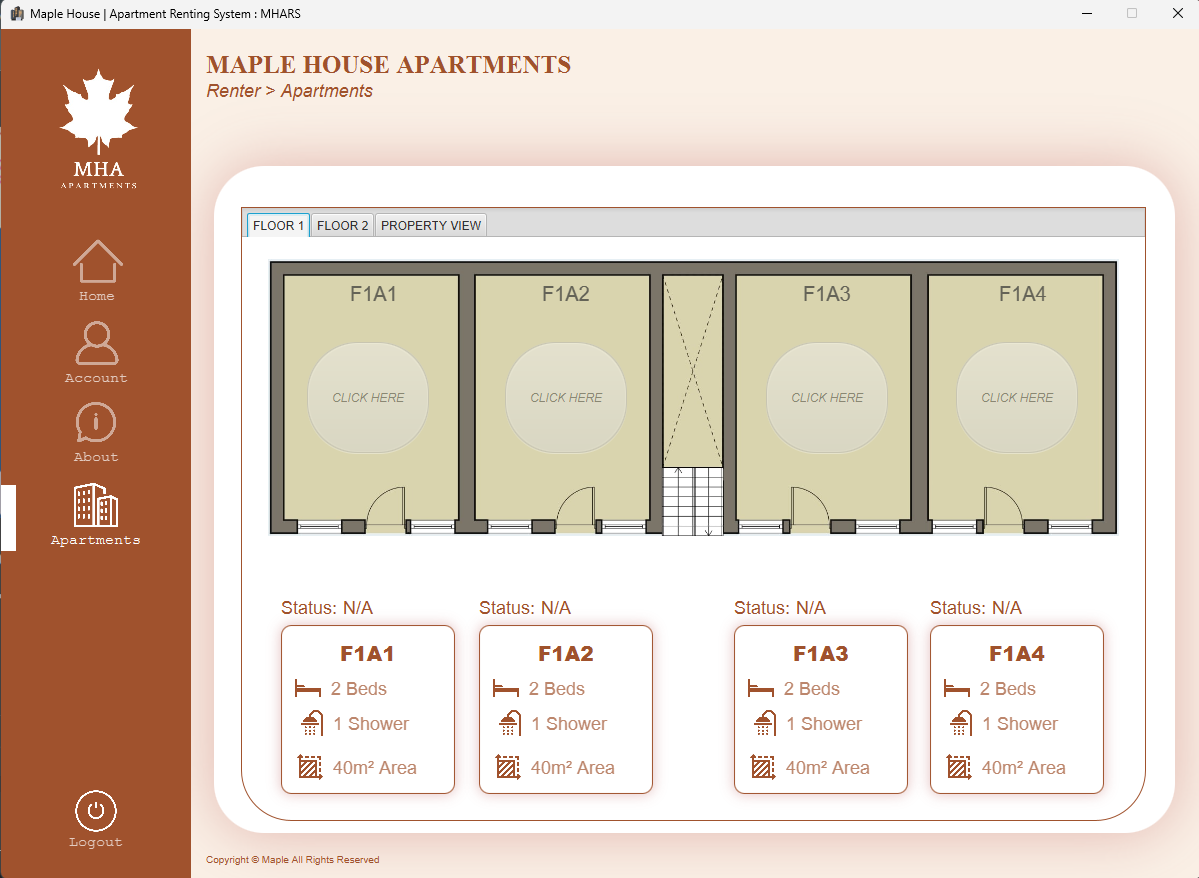 Maple House | Apartment Renting System : MHARS
MHA
APARTMENTS
Home
Account
About
Apartments
Logout
MAPLE HOUSE APARTMENTS
Renter > Apartments
FLOOR 1 FLOOR 2 PROPERTY VIEW
F1A1 F1A2 F1A3 F1A4
CLICK HERE CLICK HERE CLICK HERE CLICK HERE
Status: N/A Status: N/A Status: N/A Status: N/A
F1A1 F1A2 F1A3 F1A4
2 Beds 2 Beds 2 Beds 2 Beds
1 Shower 1 Shower 1 Shower 1 Shower
40m² Area 40m² Area 40m² Area 40m² Area
Copyright © Maple All Rights Reserved